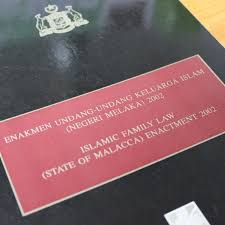 ENAKMEN UNDANG-UNDANG KELUARGA ISLAM
(NEGERI MELAKA) 2002
ISLAMIC FAMILY LAW
(STATE OF MALACCA) ENACTMENT 2002